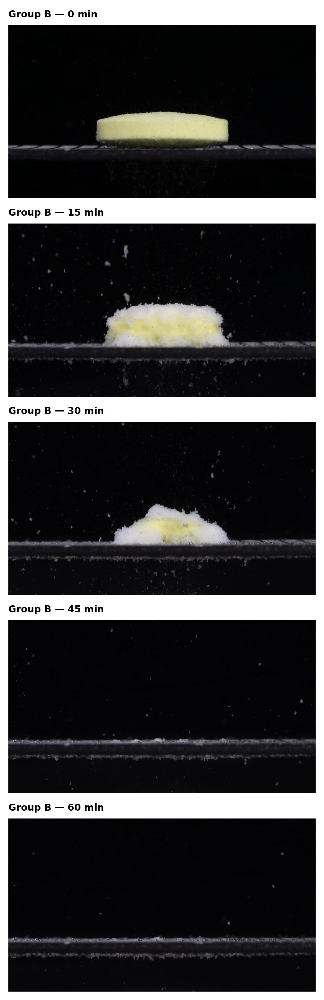 Group B — 0 min
Group B — 15 min
Group B — 30 min
Group B — 45 min
Group B — 60 min